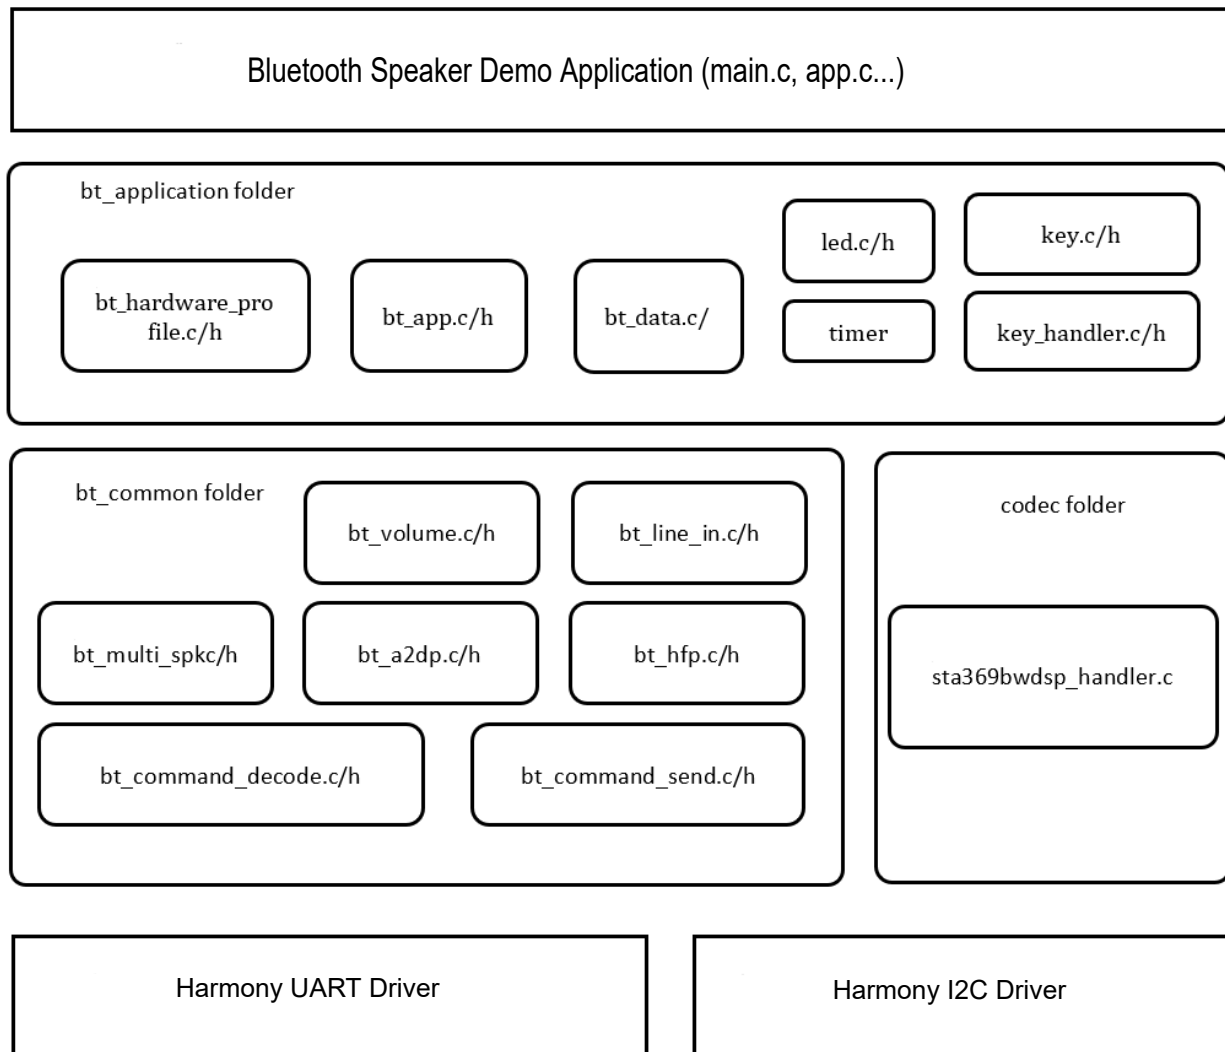 Bluetooth Speaker Demo Application (main.c, app.c...)
bt_application folder
led.c/h
key.c/h
bt_hardware_pro
file.c/h
bt_app.c/h
bt_data.c/
timer
key_handler.c/h
bt_common folder
bt_volume.c/h
bt_line_in.c/h
bt_multi_spkc/h
bt_a2dp.c/h
bt_hfp.c/h
bt_command_decode.c/h
bt_command_send.c/h
codec folder
sta369bwdsp_handler.c
Harmony UART Driver
Harmony I2C Driver